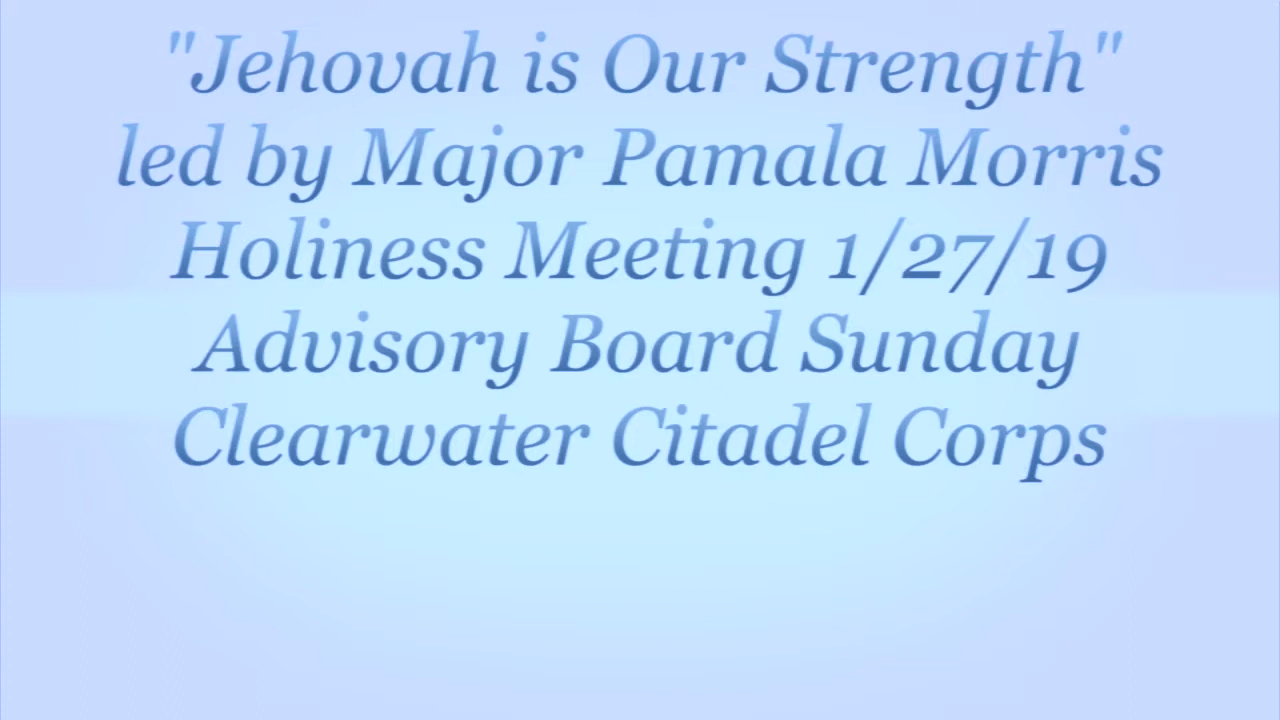 "Jehovah is Our Strength"
led by Major Pamala Morris
Holiness Meeting 1/27/19
Advisory Board Sunday
Clearwater Citadel Corps